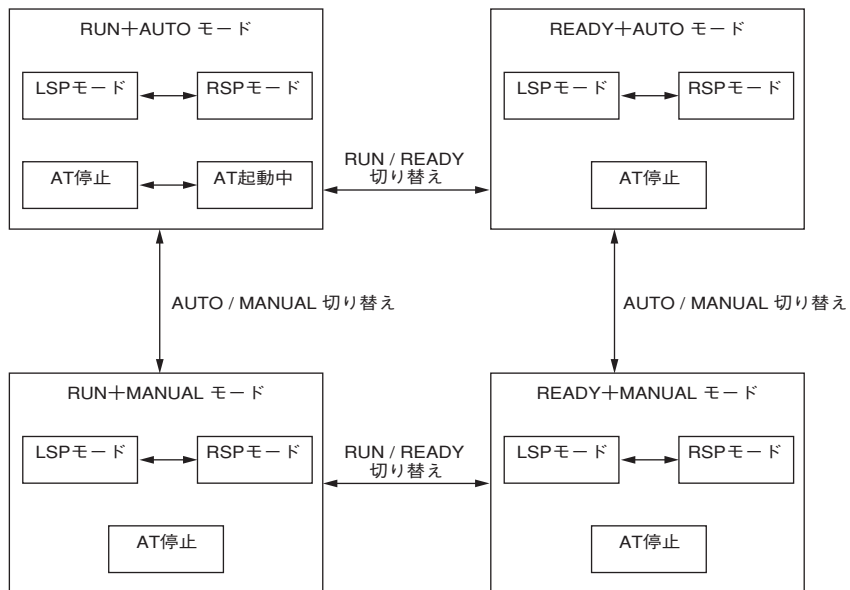 RUN＋AUTO モード
LSPモード
RSPモード
AT停止
AT起動中
RUN / READY
切り替え
READY＋AUTO モード
LSPモード
RSPモード
AT停止
AUTO / MANUAL 切り替え
AUTO / MANUAL 切り替え
RUN＋MANUAL モード
LSPモード
RSPモード
AT停止
RUN / READY
切り替え
READY＋MANUAL モード
LSPモード
RSPモード
AT停止